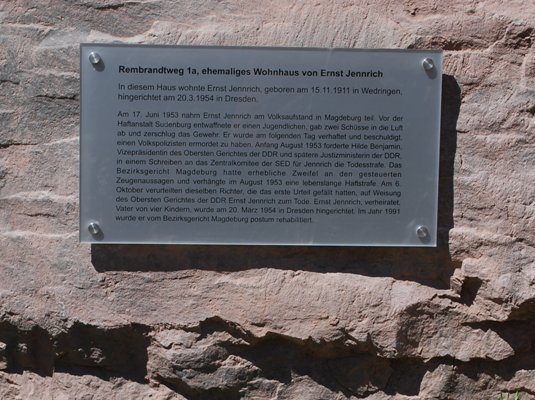 Rembrandtweg 1a, ehemaliges Wohnhaus von Ernst Jennrich
In diesem Haus wohnte Ernst Jennrich, geboren am 15.11.1911 in Wedringen,
hingerichtet am 20.3.1954 in Dresden.
Am 17. Juni 1953 nahm Ernst Jennrich am Volksaufstand in Magdeburg teil. Vor der
Haftanstalt Sudenburg entwaffnete er einen Jugendlichen, gab zwei Schüsse in die Luft
ab und zerschlug das Gewehr. Er wurde am folgenden Tag verhaftet und beschuldigt,
einen Volkspolizisten ermordet zu haben. Anfang August 1953 forderte Hilde Benjamin,
Vizepräsidentin des Obersten Gerichtes der DDR und spätere Justizministerin der DDR,
in einem Schreiben an das Zentralkomitee der SED für Jennrich die Todesstrafe. Das
Bezirksgericht Magdeburg hatte erhebliche Zweifel an den gesteuerten
Zeugenaussagen und verhängte im August 1953 eine lebenslange Haftstrafe. Am 6.
Oktober verurteilten dieselben Richter, die das erste Urteil gefällt hatten, auf Weisung
des Obersten Gerichtes der DDR Ernst Jennrich zum Tode. Ernst Jennrich, verheiratet,
Vater von vier Kindern, wurde am 20. März 1954 in Dresden hingerichtet. Im Jahr 1991
wurde er vom Bezirksgericht Magdeburg postum rehabilitiert.